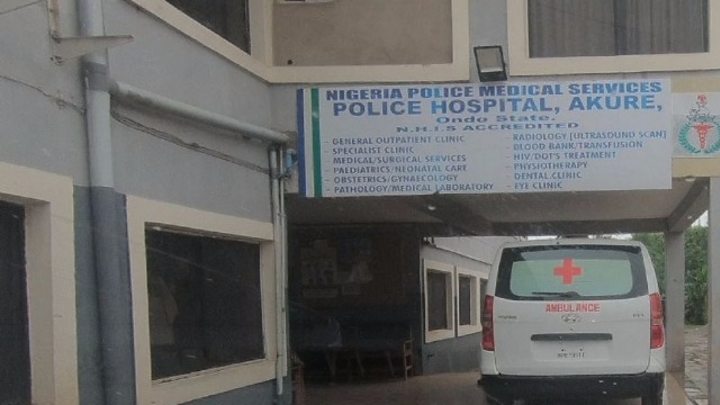 NIGERIA POLICE MEDICAL SERVICES
POLICE HOSPITAL, AKURE,
Ondo State.
N.H.I.S ACCREDITED
- GENERAL OUTPATIENT CLINIC
- SPECIALIST CLINIC
- MEDICAL/SURGICAL SERVICES
- PAEDIATRICS/NEONATAL CARE
- OBSTETRICS/GYNAECOLOGY
- PATHOLOGY/MEDICAL LABORATORY
- RADIOLOGY [ULTRASOUND SCAN]
- BLOOD BANK/TRANSFUSION
- HIV/DOT'S TREATMENT
- PHYSIOTHERAPY
- DENTAL CLINIC
- EYE CLINIC
AMBULANCE